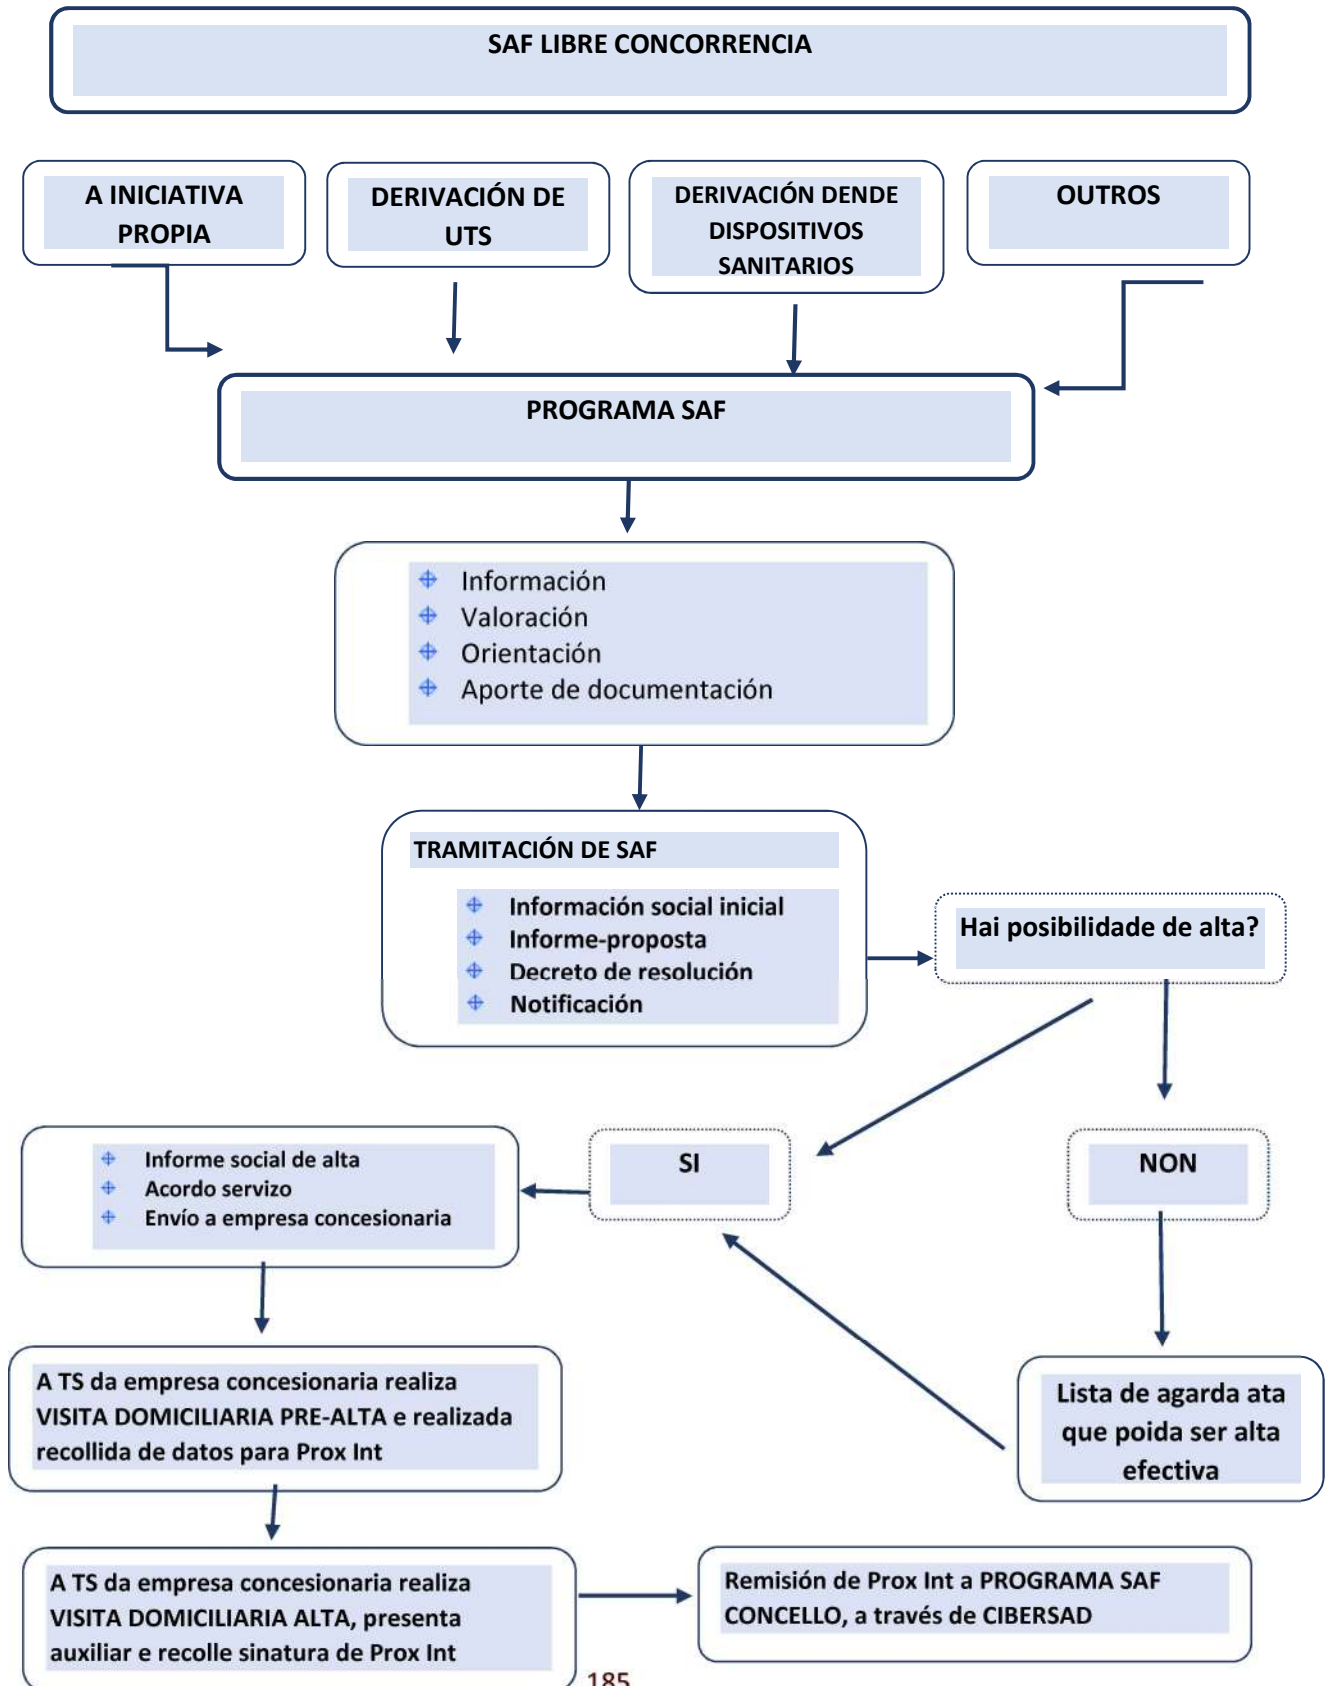 SAF LIBRE CONCORRENCIA
A INICIATIVA
PROPIA
DERIVACIÓN DE
UTS
DERIVACIÓN DENDE
DISPOSITIVOS
SANITARIOS
OUTROS
PROGRAMA SAF
Información
Valoración
Orientación
Aporte de documentación
TRAMITACIÓN DE SAF
Información social inicial
Informe-proposta
Decreto de resolución
Notificación
Hai posibilidade de alta?
SI
NON
Informe social de alta
Acordo servizo
Envío a empresa concesionaria
A TS da empresa concesionaria realiza
VISITA DOMICILIARIA PRE-ALTA e realizada
recollida de datos para Prox Int
Lista de agarda ata
que poida ser alta
efectiva
A TS da empresa concesionaria realiza
VISITA DOMICILIARIA ALTA, presenta
auxiliar e recolle sinatura de Prox Int
Remisión de Prox Int a PROGRAMA SAF
CONCELLO, a través de CIBERSAD
185